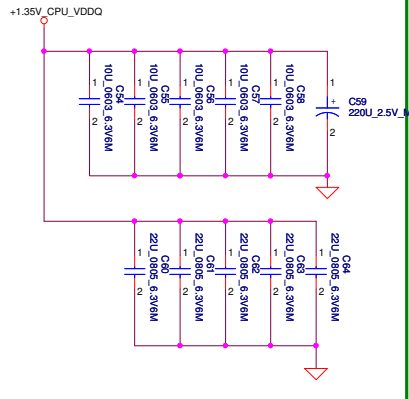 +1.35V_CPU_VDDQ
1
2
C54
10U_0603_6.3V6M
1
2
C55
10U_0603_6.3V6M
1
2
C56
10U_0603_6.3V6M
1
2
C57
10U_0603_6.3V6M
1
2
C58
10U_0603_6.3V6M
1
+
2
C59
220U_2.5V_M
1
2
C60
22U_0805_6.3V6M
1
2
C61
22U_0805_6.3V6M
1
2
C62
22U_0805_6.3V6M
1
2
C63
22U_0805_6.3V6M
1
2
C64
22U_0805_6.3V6M